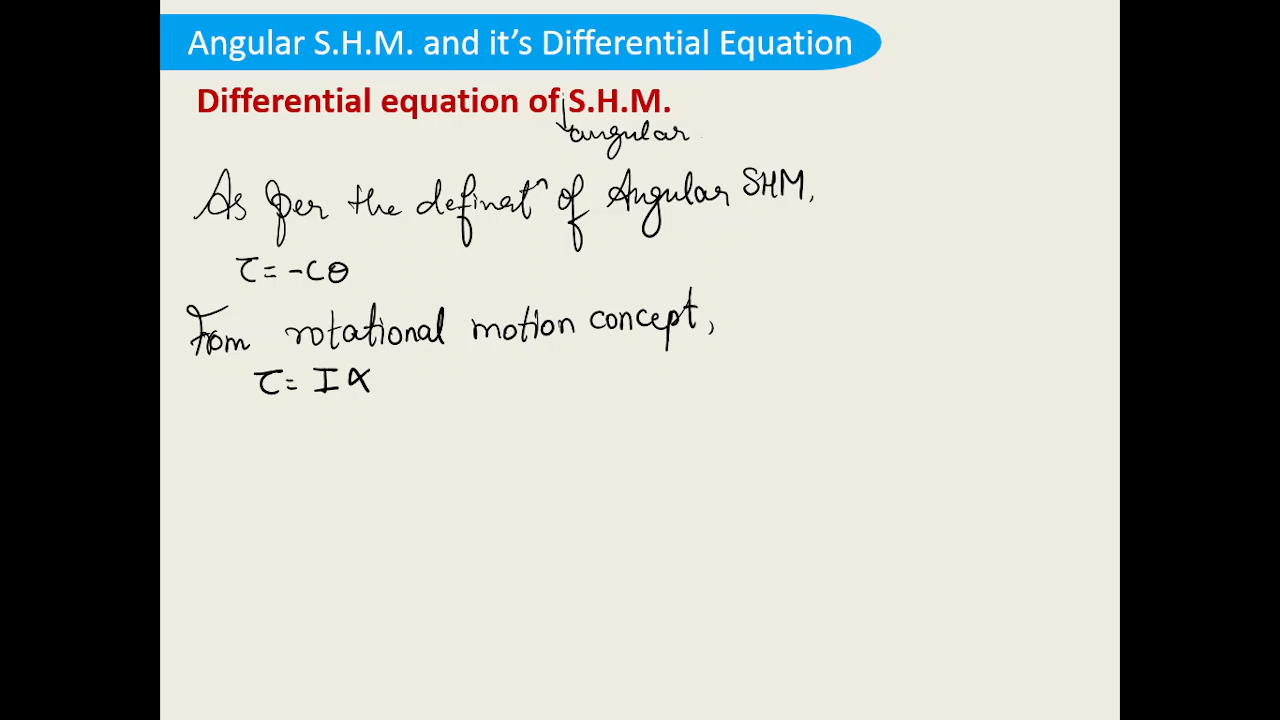 Angular S.H.M. and it's Differential Equation
Differential equation of S.H.M.
angular
As per the definatⁿ of Angular SHM,
τ = -cθ
From rotational motion concept,
τ = I α